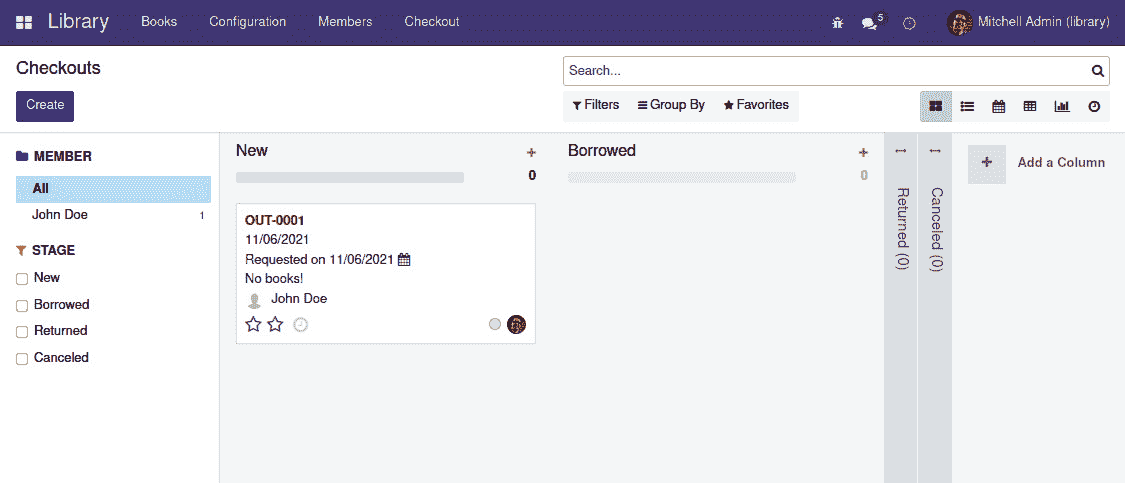 Library Books Configuration Members Checkout 5 Mitchell Admin (library)
Checkouts
Search...
Create
Filters Group By Favorites
MEMBER
All
John Doe 1
STAGE
New
Borrowed
Returned
Canceled
New
0
OUT-0001
11/06/2021
Requested on 11/06/2021
No books!
John Doe
Borrowed
0
Returned (0)
Canceled (0)
Add a Column